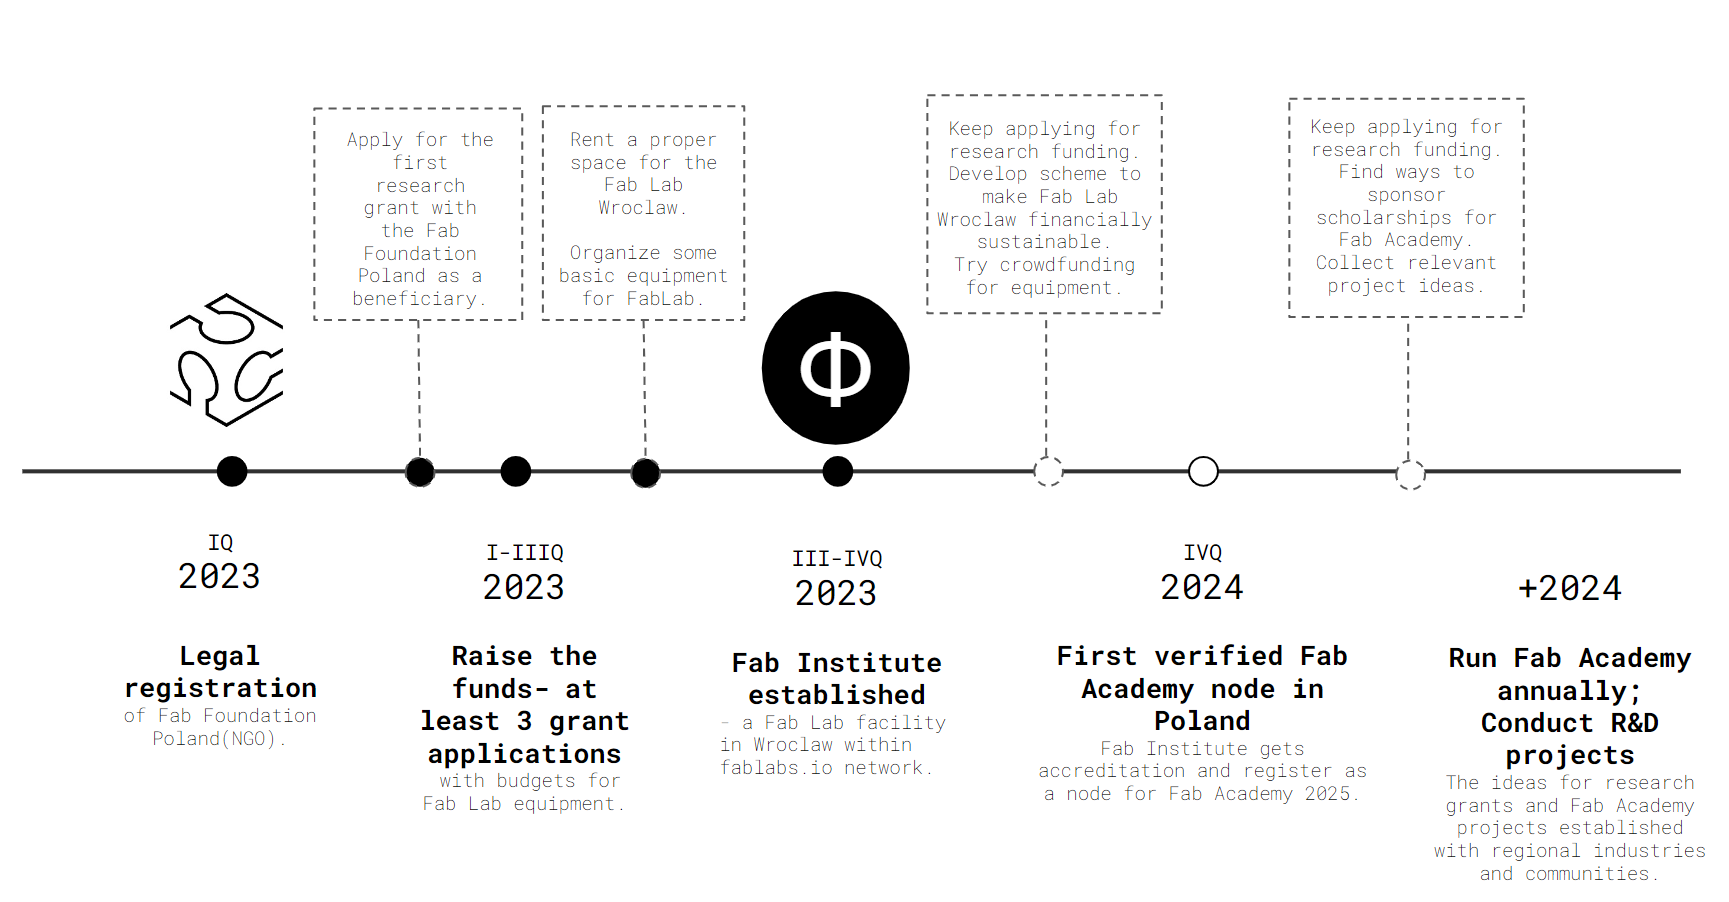 Apply for the
first
research
grant with
the Fab
Foundation
Poland as a
beneficiary.
Rent a proper
space for the
Fab Lab
Wroclaw.
Organize some
basic equipment
for FabLab.
Keep applying for
research funding.
Develop scheme to
make Fab Lab
Wroclaw financially
sustainable.
Try crowdfunding
for equipment.
Keep applying for
research funding.
Find ways to
sponsor
scholarships for
Fab Academy.
Collect relevant
project ideas.
Φ
IQ
2023
Legal
registration
of Fab Foundation
Poland(NGO).
I-IIIQ
2023
Raise the
funds- at
least 3 grant
applications
with budgets for
Fab Lab equipment.
III-IVQ
2023
Fab Institute
established
- a Fab Lab facility
in Wroclaw within
fablabs.io network.
IVQ
2024
First verified Fab
Academy node in
Poland
Fab Institute gets
accreditation and register as
a node for Fab Academy 2025.
+2024
Run Fab Academy
annually;
Conduct R&D
projects
The ideas for research
grants and Fab Academy
projects established
with regional industries
and communities.